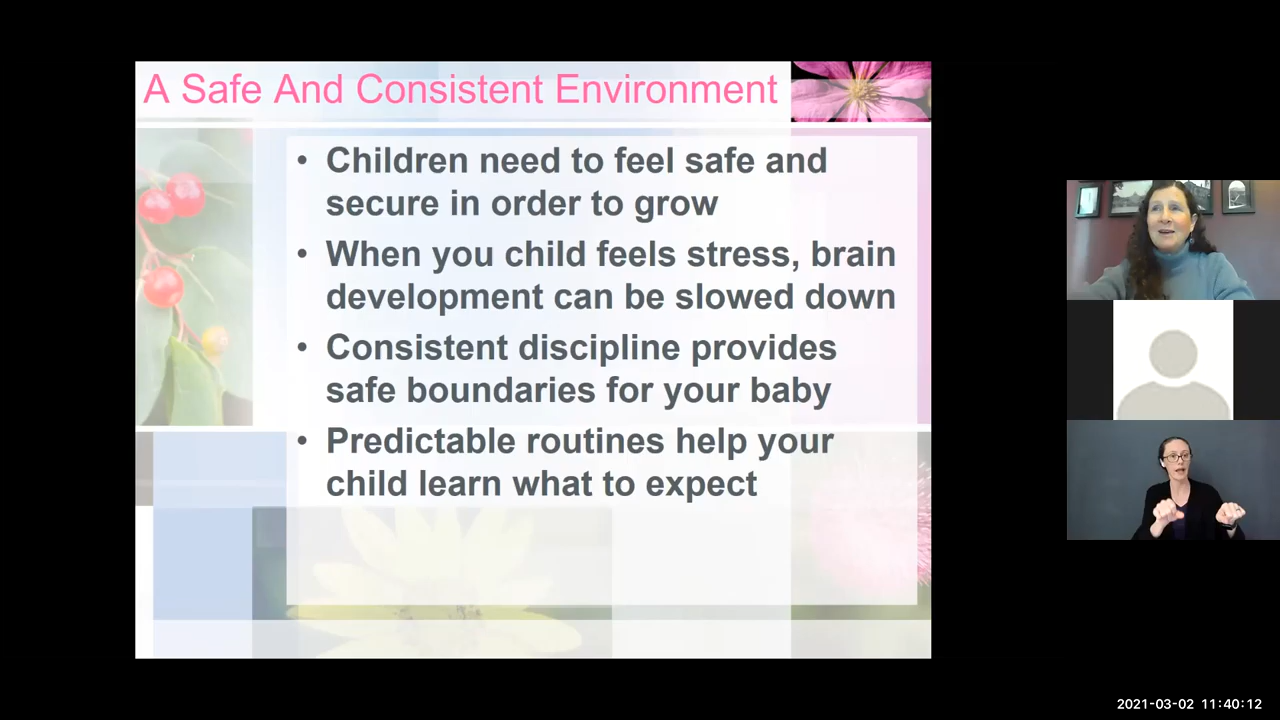 A Safe And Consistent Environment
• Children need to feel safe and
secure in order to grow
• When you child feels stress, brain
development can be slowed down
• Consistent discipline provides
safe boundaries for your baby
• Predictable routines help your
child learn what to expect
2021-03-02 11:40:12